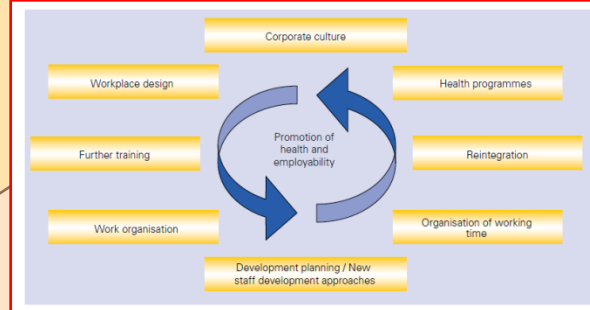 Corporate culture
Workplace design
Health programmes
Promotion of
health and
employability
Further training
Reintegration
Work organisation
Organisation of working
time
Development planning / New
staff development approaches